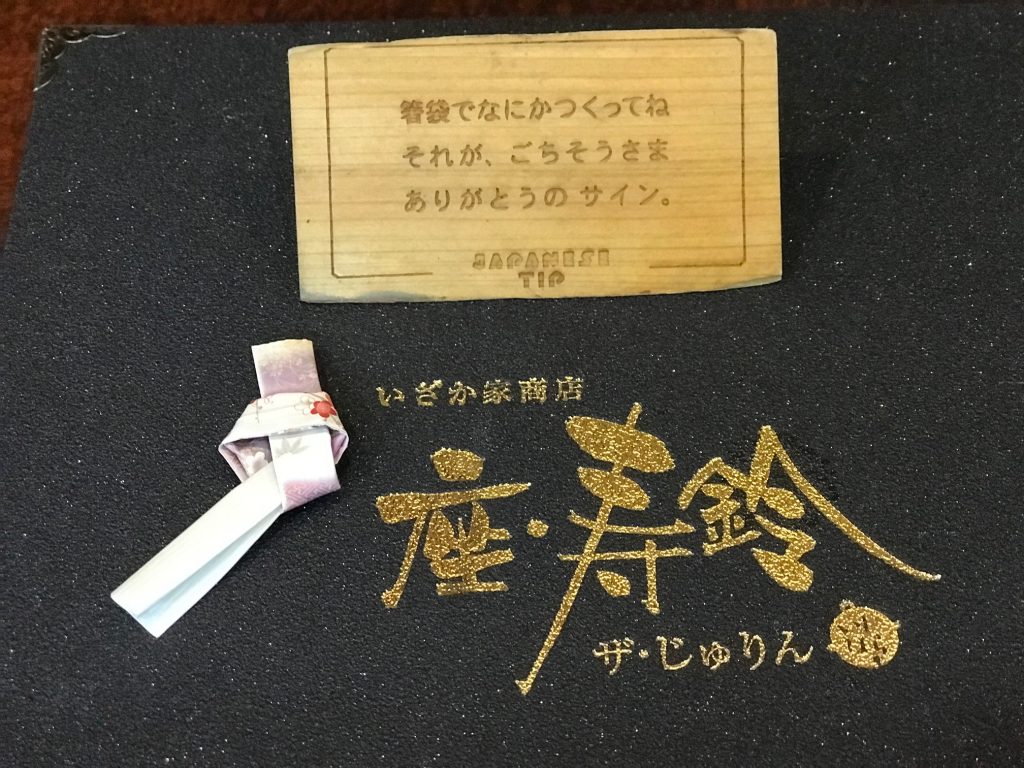 箸袋でなにかつくってね
それが、ごちそうさま
ありがとうのサイン。
JAPANESE
TIP
いざか家商店
座・寿鈴
ザ・じゅりん